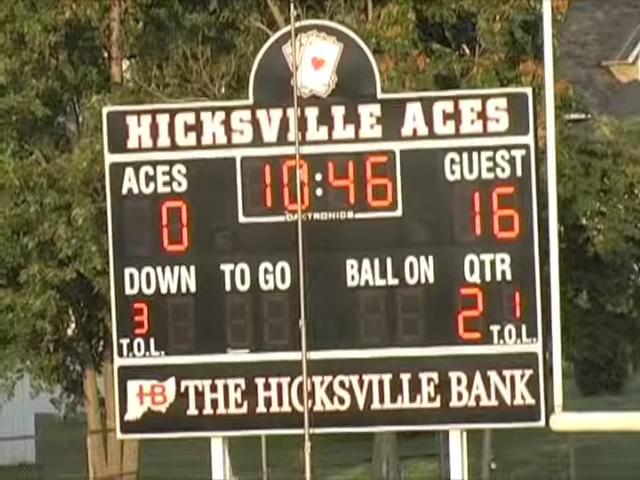 HICKSVILLE ACES
ACES 10:46 GUEST
DAKTRONICS
0 16
DOWN TO GO BALL ON QTR
3 2 1
T.O.L. T.O.L.
HB THE HICKSVILLE BANK